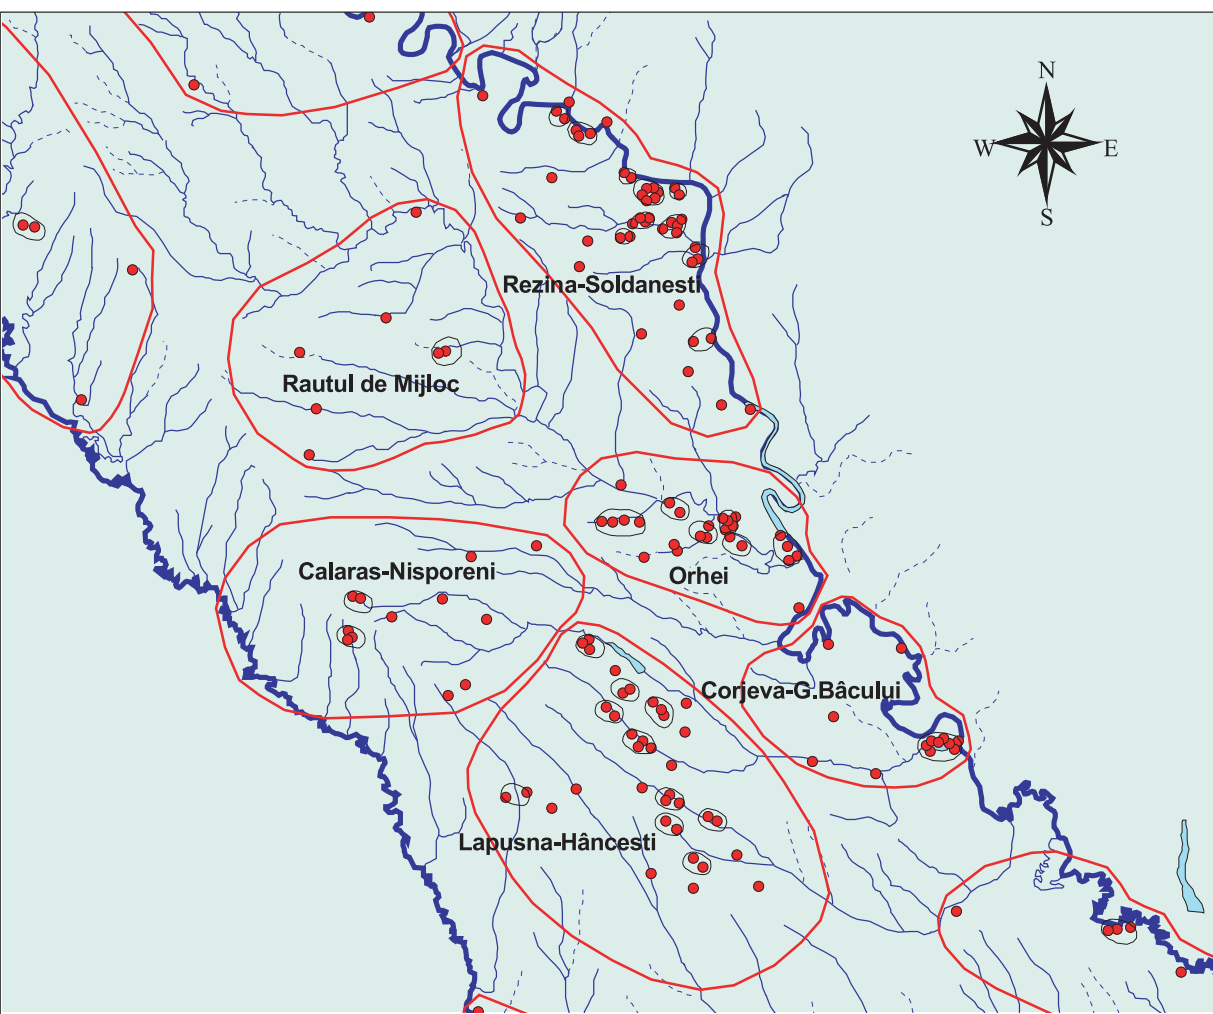 N
W E
S
Rezina-Soldanesti
Rautul de Mijloc
Calaras-Nisporeni
Orhei
Corjeva-G.Bâcului
Lapusna-Hâncesti